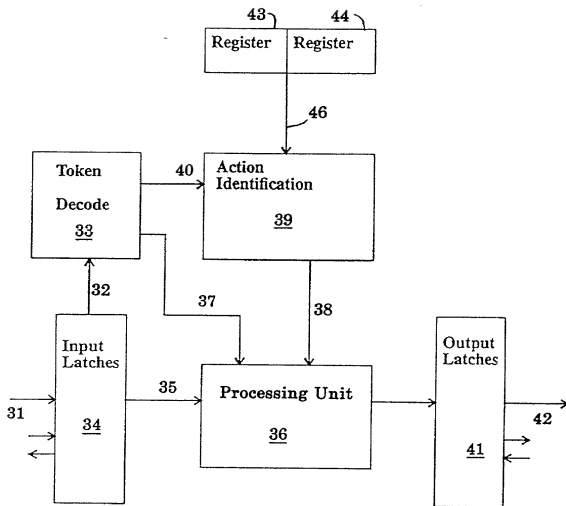 43
44
Register
Register
46
Token
Decode
33
40
Action
Identification
39
32
37
38
Input
Latches
34
31
35
Processing Unit
36
Output
Latches
41
42